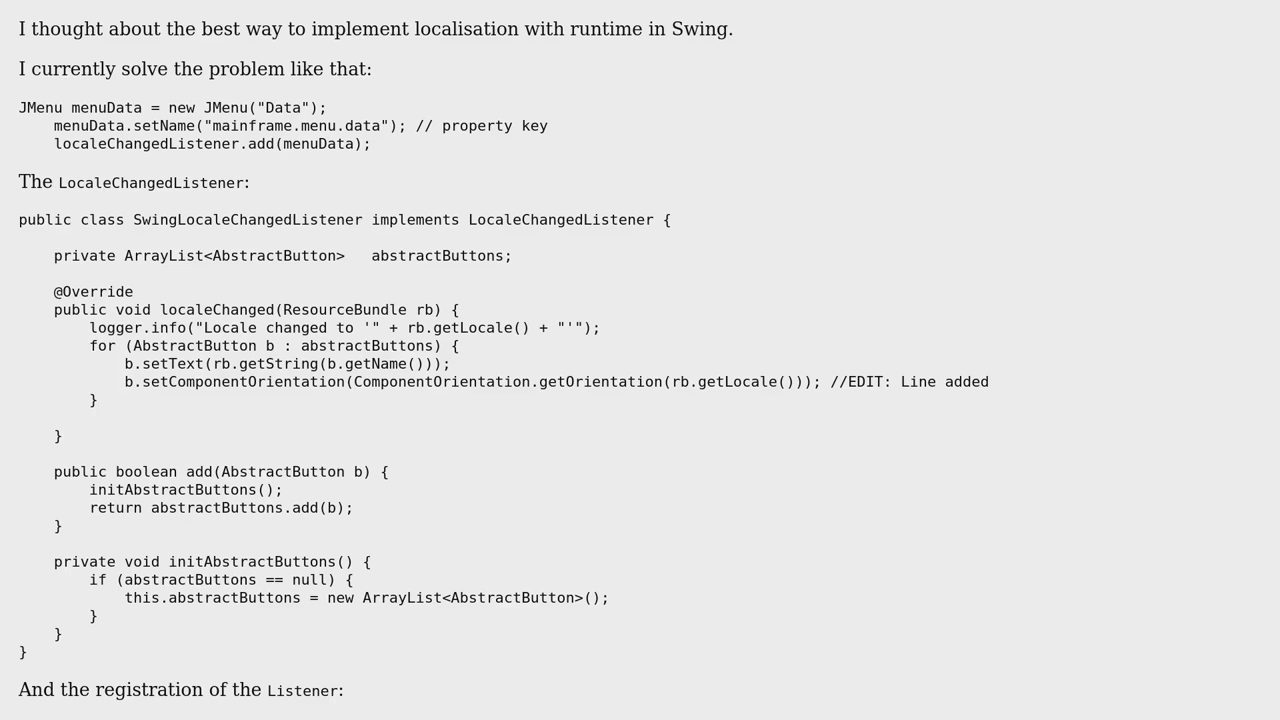 I thought about the best way to implement localisation with runtime in Swing.
I currently solve the problem like that:
JMenu menuData = new JMenu("Data");
    menuData.setName("mainframe.menu.data"); // property key
    localeChangedListener.add(menuData);
The LocaleChangedListener:
public class SwingLocaleChangedListener implements LocaleChangedListener {
    private ArrayList<AbstractButton>   abstractButtons;
    @Override
    public void localeChanged(ResourceBundle rb) {
        logger.info("Locale changed to '" + rb.getLocale() + "'");
        for (AbstractButton b : abstractButtons) {
            b.setText(rb.getString(b.getName()));
            b.setComponentOrientation(ComponentOrientation.getOrientation(rb.getLocale())); //EDIT: Line added
        }
    }
    public boolean add(AbstractButton b) {
        initAbstractButtons();
        return abstractButtons.add(b);
    }
    private void initAbstractButtons() {
        if (abstractButtons == null) {
            this.abstractButtons = new ArrayList<AbstractButton>();
        }
    }
}
And the registration of the Listener: